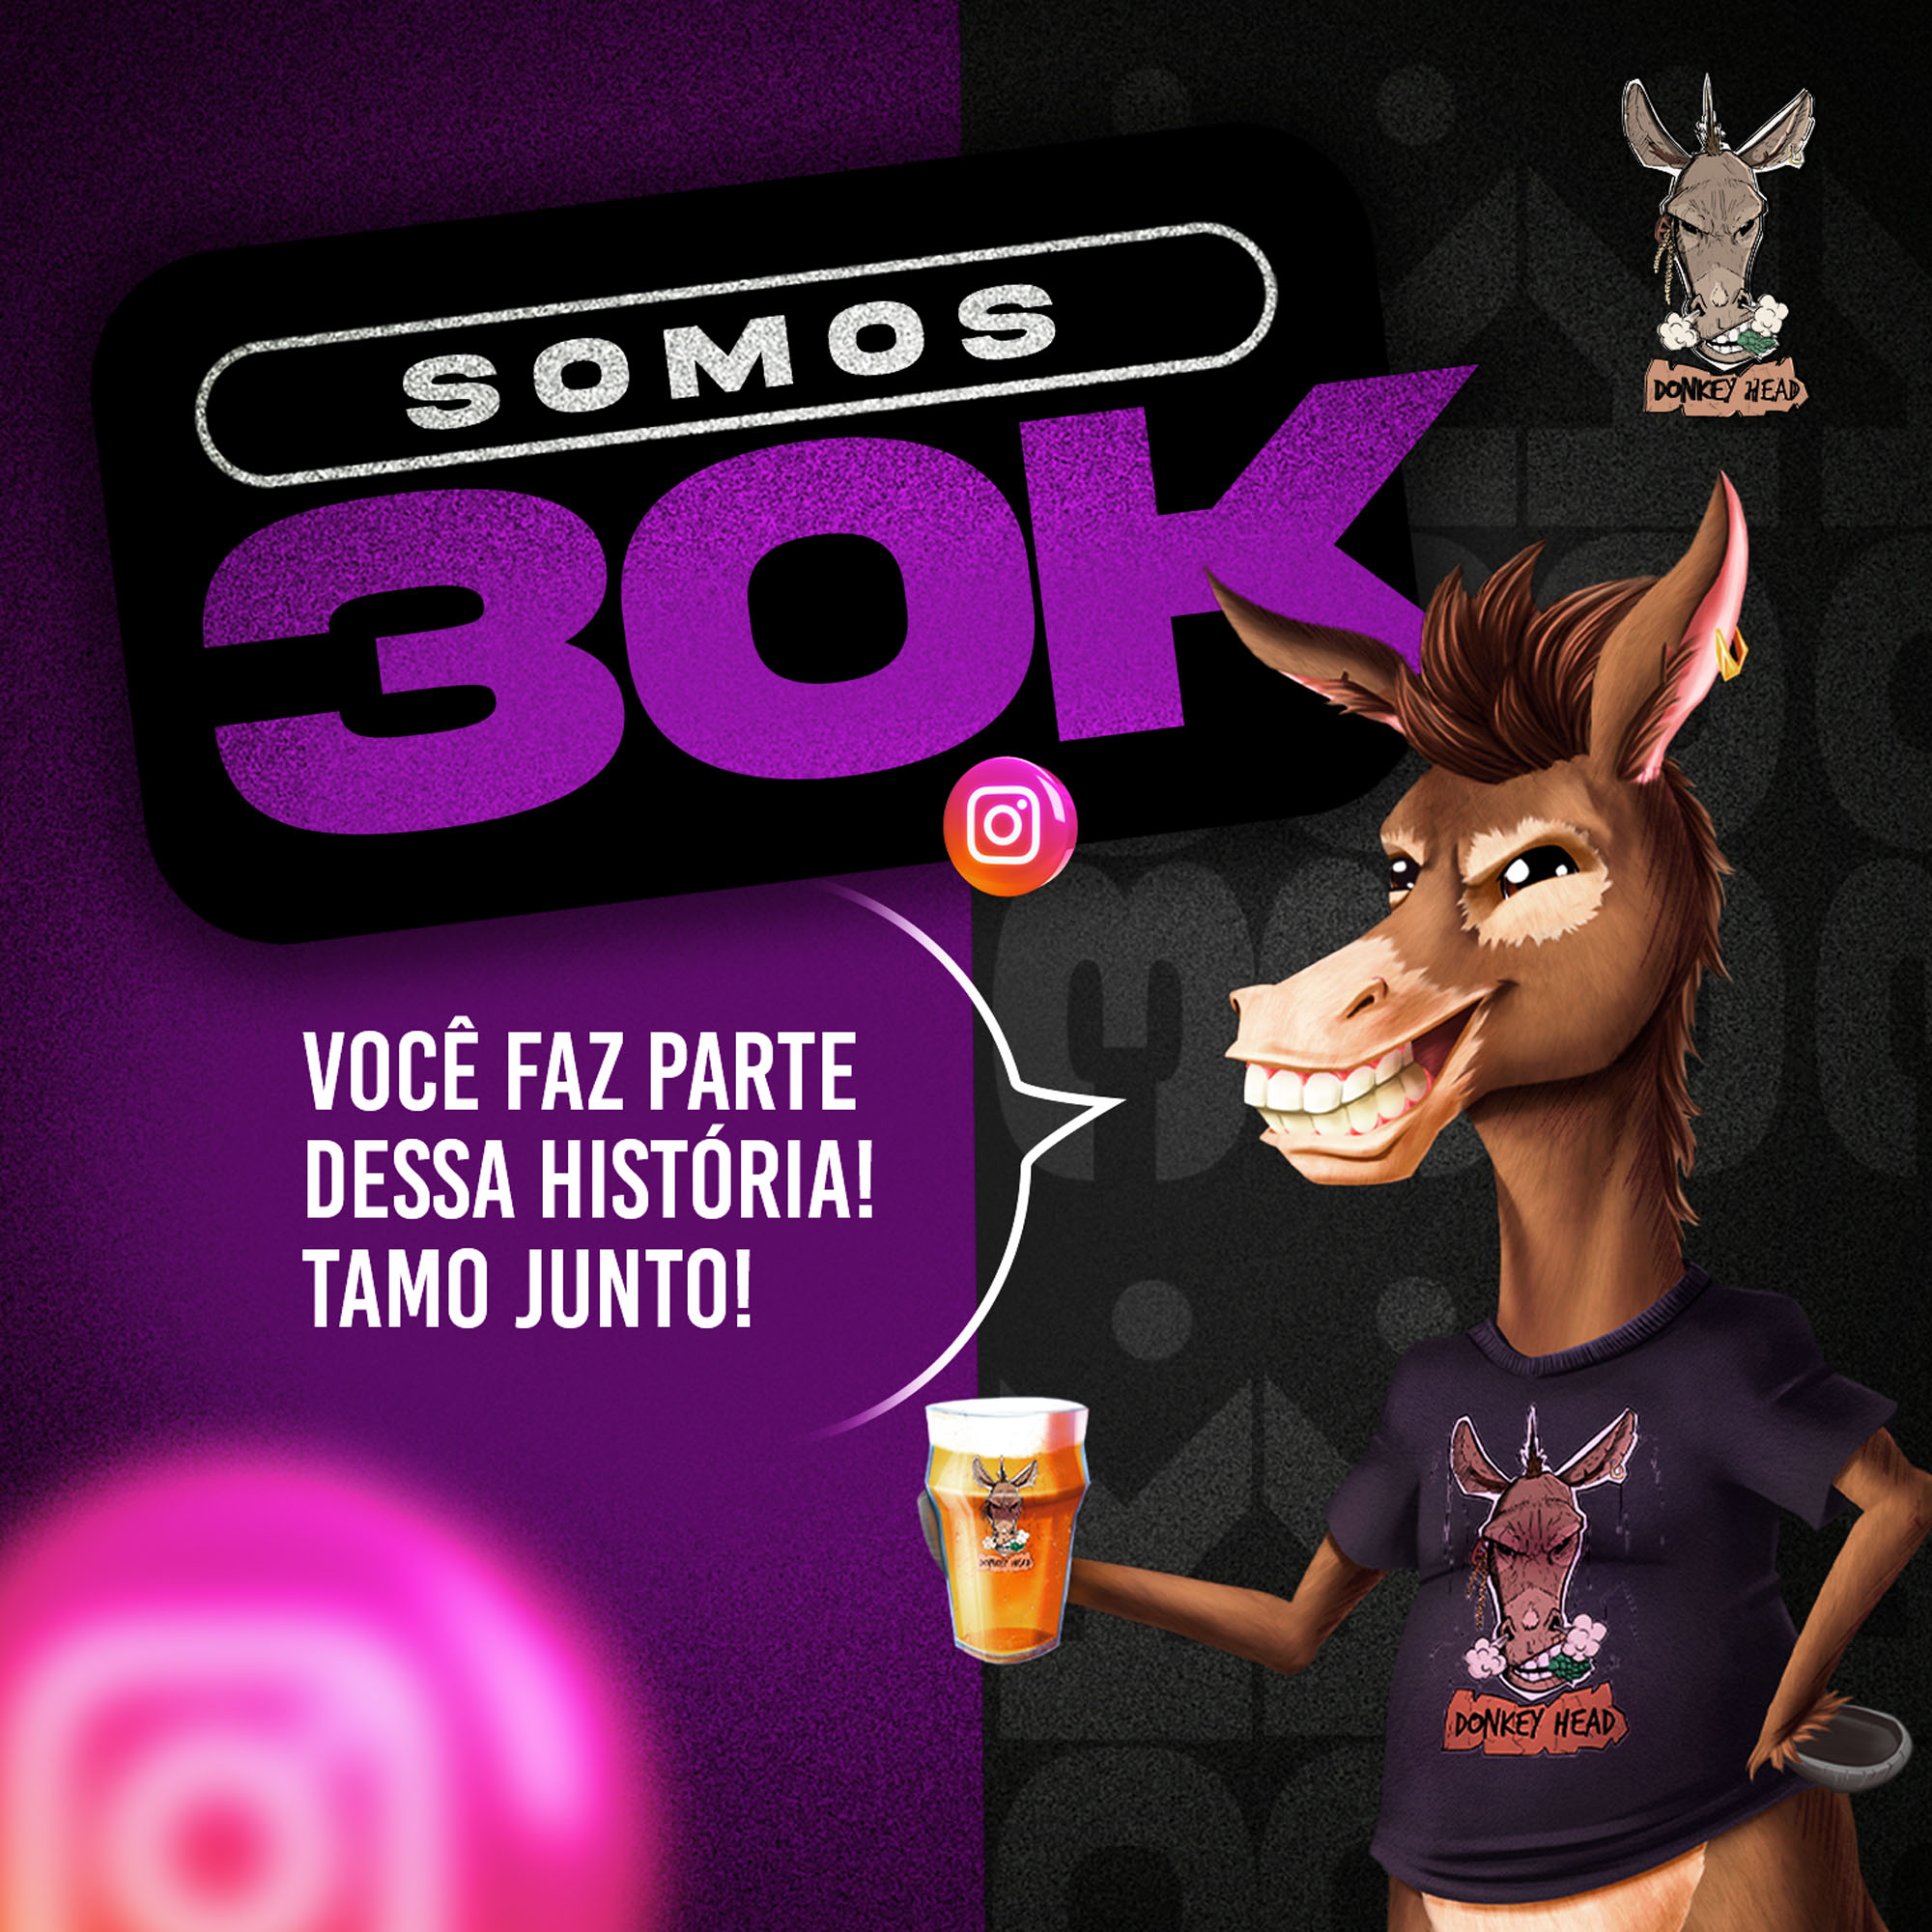 SOMOS
30K
DONKEY HEAD
VOCÊ FAZ PARTE
DESSA HISTÓRIA!
TAMO JUNTO!
DONKEY HEAD
DONKEY HEAD